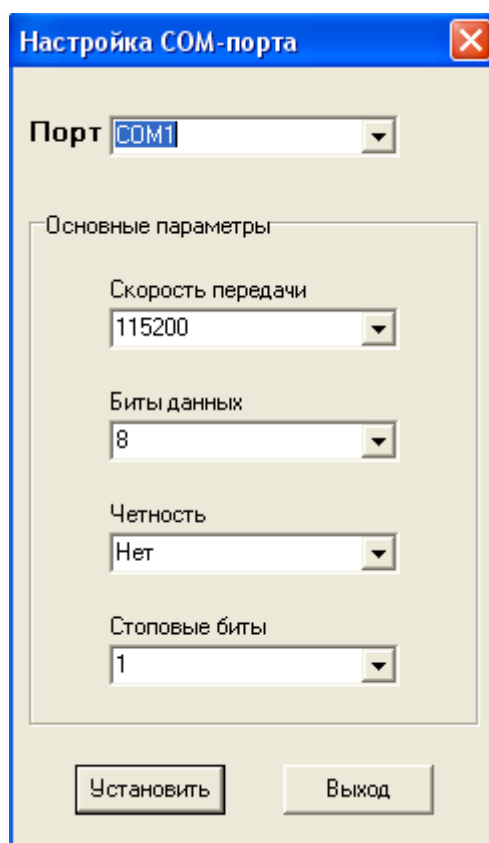 Настройка COM-порта
Порт COM1
Основные параметры
Скорость передачи
115200
Биты данных
8
Четность
Нет
Стоповые биты
1
Установить Выход